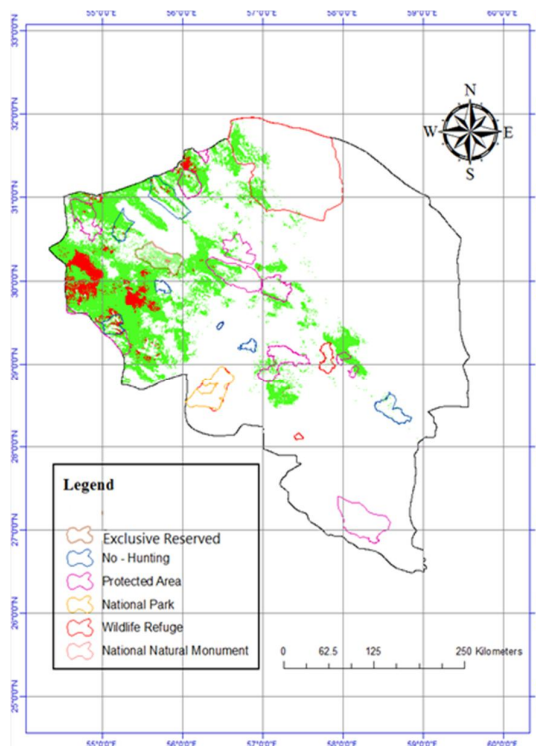 55°0'0"E 56°0'0"E 57°0'0"E 58°0'0"E 59°0'0"E 60°0'0"E
33°0'0"N
32°0'0"N
N
W E
S
31°0'0"N
30°0'0"N
29°0'0"N
28°0'0"N
Legend
Exclusive Reserved
No - Hunting
Protected Area
National Park
Wildlife Refuge
National Natural Monument
27°0'0"N
26°0'0"N
25°0'0"N
0 62.5 125 250 Kilometers
55°0'0"E 56°0'0"E 57°0'0"E 58°0'0"E 59°0'0"E 60°0'0"E